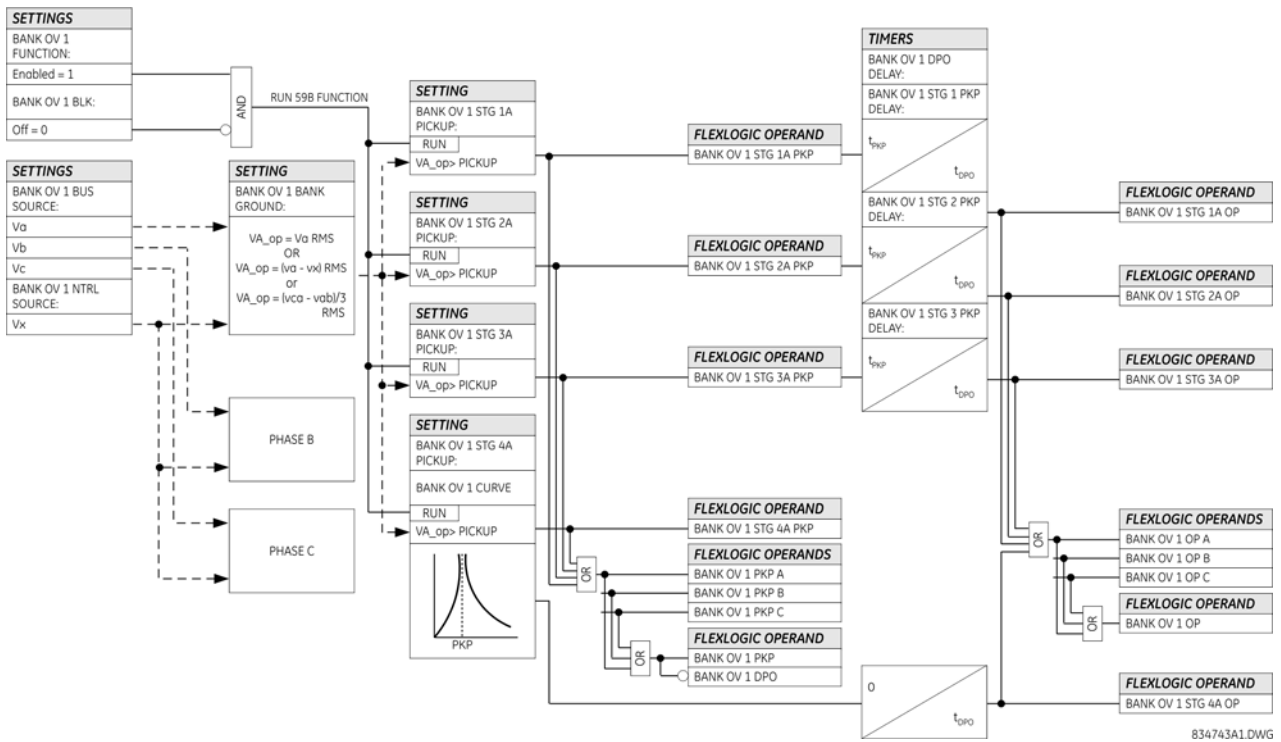 SETTINGS
BANK OV 1
FUNCTION:
Enabled = 1
BANK OV 1 BLK:
Off = 0
AND
RUN 59B FUNCTION
SETTINGS
BANK OV 1 BUS
SOURCE:
Va
Vb
Vc
BANK OV 1 NTRL
SOURCE:
Vx
SETTING
BANK OV 1 BANK
GROUND:
VA_op = Va RMS
OR
VA_op = (va - vx) RMS
or
VA_op = (vca - vab)/3
RMS
PHASE B
PHASE C
SETTING
BANK OV 1 STG 1A
PICKUP:
RUN
VA_op> PICKUP
SETTING
BANK OV 1 STG 2A
PICKUP:
RUN
VA_op> PICKUP
SETTING
BANK OV 1 STG 3A
PICKUP:
RUN
VA_op> PICKUP
SETTING
BANK OV 1 STG 4A
PICKUP:
BANK OV 1 CURVE
RUN
VA_op> PICKUP
PKP
FLEXLOGIC OPERAND
BANK OV 1 STG 1A PKP
FLEXLOGIC OPERAND
BANK OV 1 STG 2A PKP
FLEXLOGIC OPERAND
BANK OV 1 STG 3A PKP
FLEXLOGIC OPERAND
BANK OV 1 STG 4A PKP
OR
FLEXLOGIC OPERANDS
BANK OV 1 PKP A
BANK OV 1 PKP B
BANK OV 1 PKP C
OR
FLEXLOGIC OPERAND
BANK OV 1 PKP
BANK OV 1 DPO
TIMERS
BANK OV 1 DPO
DELAY:
BANK OV 1 STG 1 PKP
DELAY:
tPKP
tDPO
BANK OV 1 STG 2 PKP
DELAY:
tPKP
tDPO
BANK OV 1 STG 3 PKP
DELAY:
tPKP
tDPO
0
tDPO
FLEXLOGIC OPERAND
BANK OV 1 STG 1A OP
FLEXLOGIC OPERAND
BANK OV 1 STG 2A OP
FLEXLOGIC OPERAND
BANK OV 1 STG 3A OP
OR
FLEXLOGIC OPERANDS
BANK OV 1 OP A
BANK OV 1 OP B
BANK OV 1 OP C
OR
FLEXLOGIC OPERAND
BANK OV 1 OP
FLEXLOGIC OPERAND
BANK OV 1 STG 4A OP
834743A1.DWG